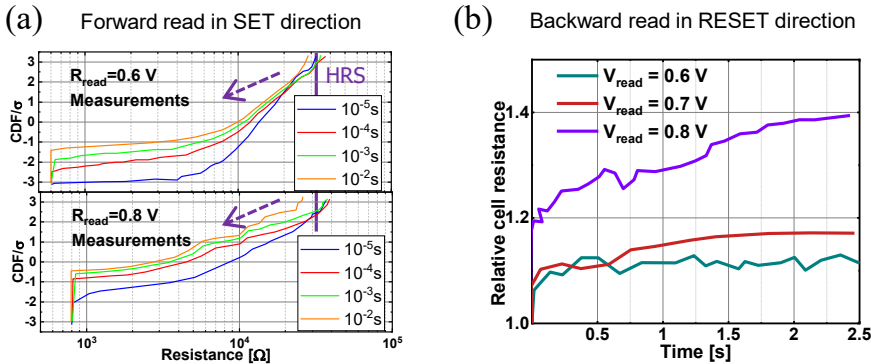 (a) Forward read in SET direction
3
2
1
0
-1
-2
-3
CDF/σ
R_read=0.6 V
Measurements
HRS
10^-5s
10^-4s
10^-3s
10^-2s
3
2
1
0
-1
-2
-3
CDF/σ
R_read=0.8 V
Measurements
10^-5s
10^-4s
10^-3s
10^-2s
10^3 10^4 10^5
Resistance [Ω]
(b) Backward read in RESET direction
V_read = 0.6 V
V_read = 0.7 V
V_read = 0.8 V
1.4
1.2
1.0
Relative cell resistance
0.5 1 1.5 2 2.5
Time [s]